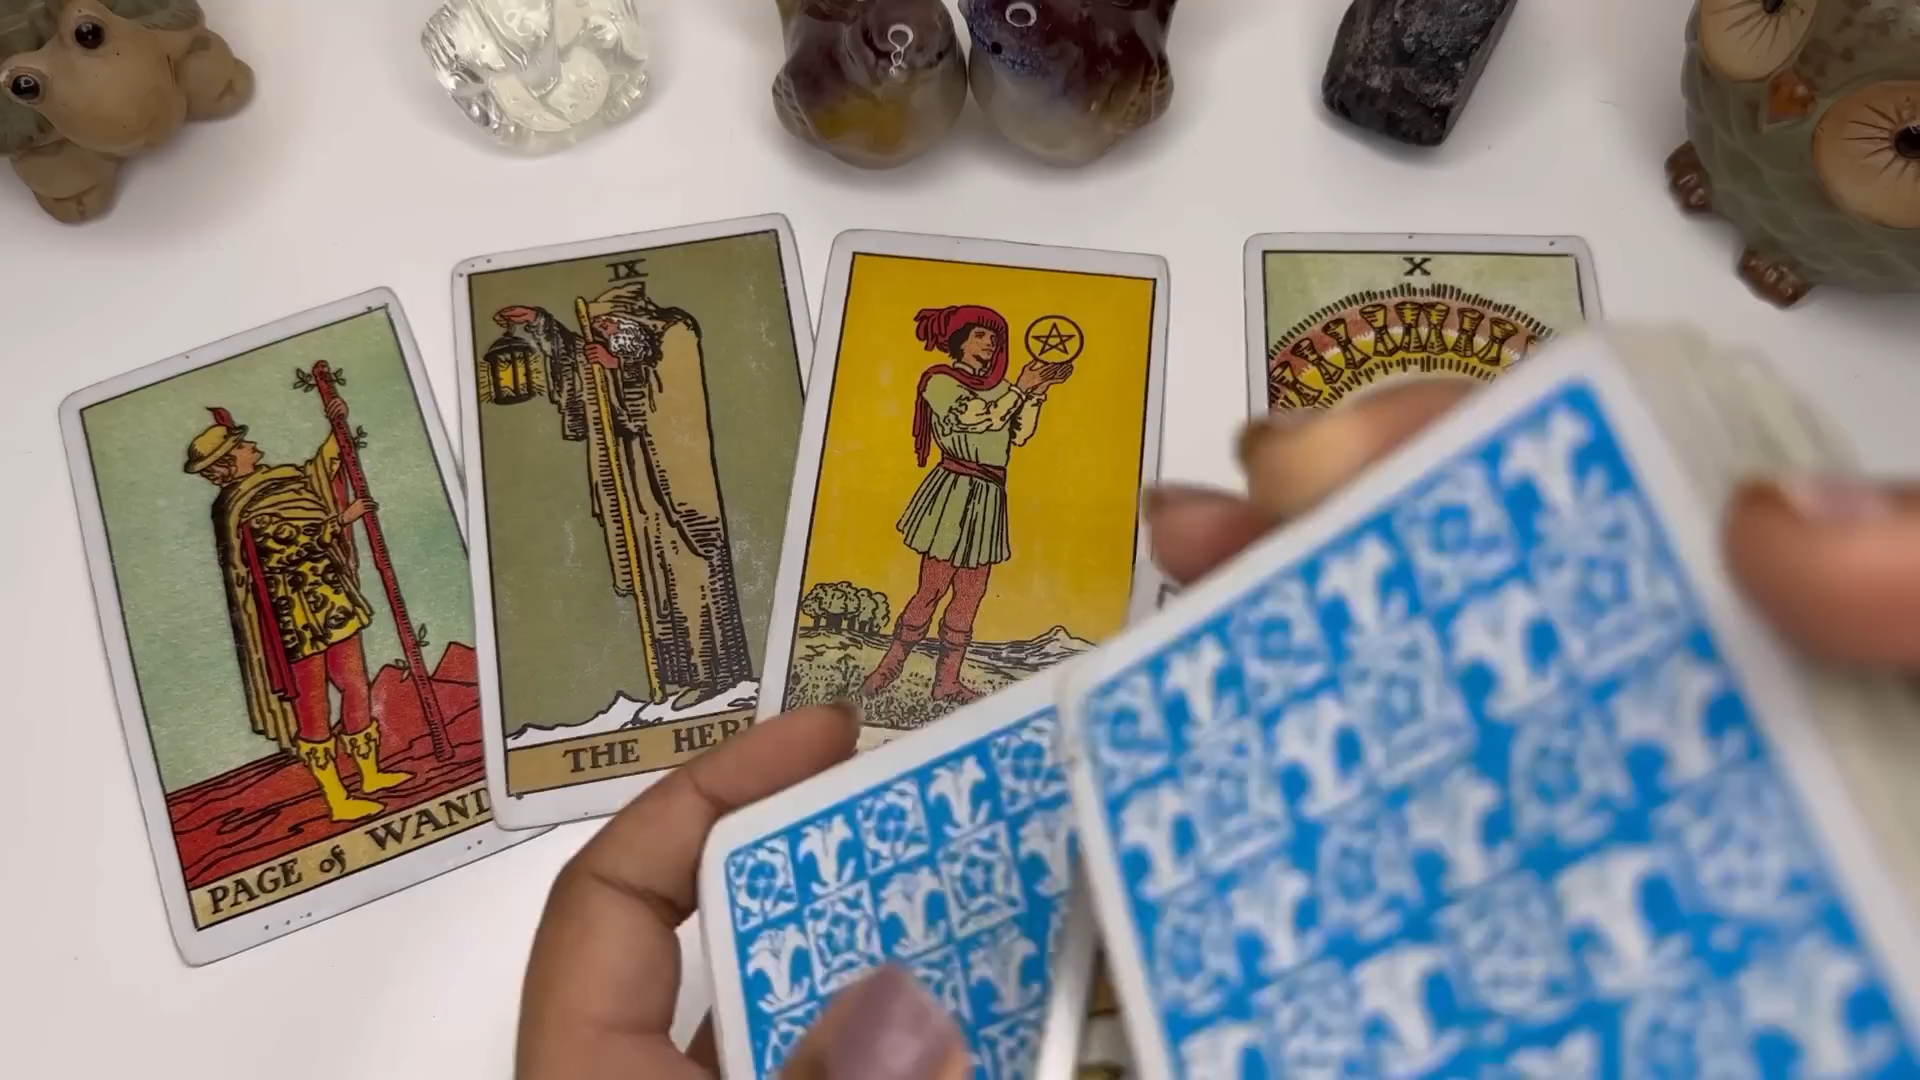 PAGE of WAND
IX
THE HER
X